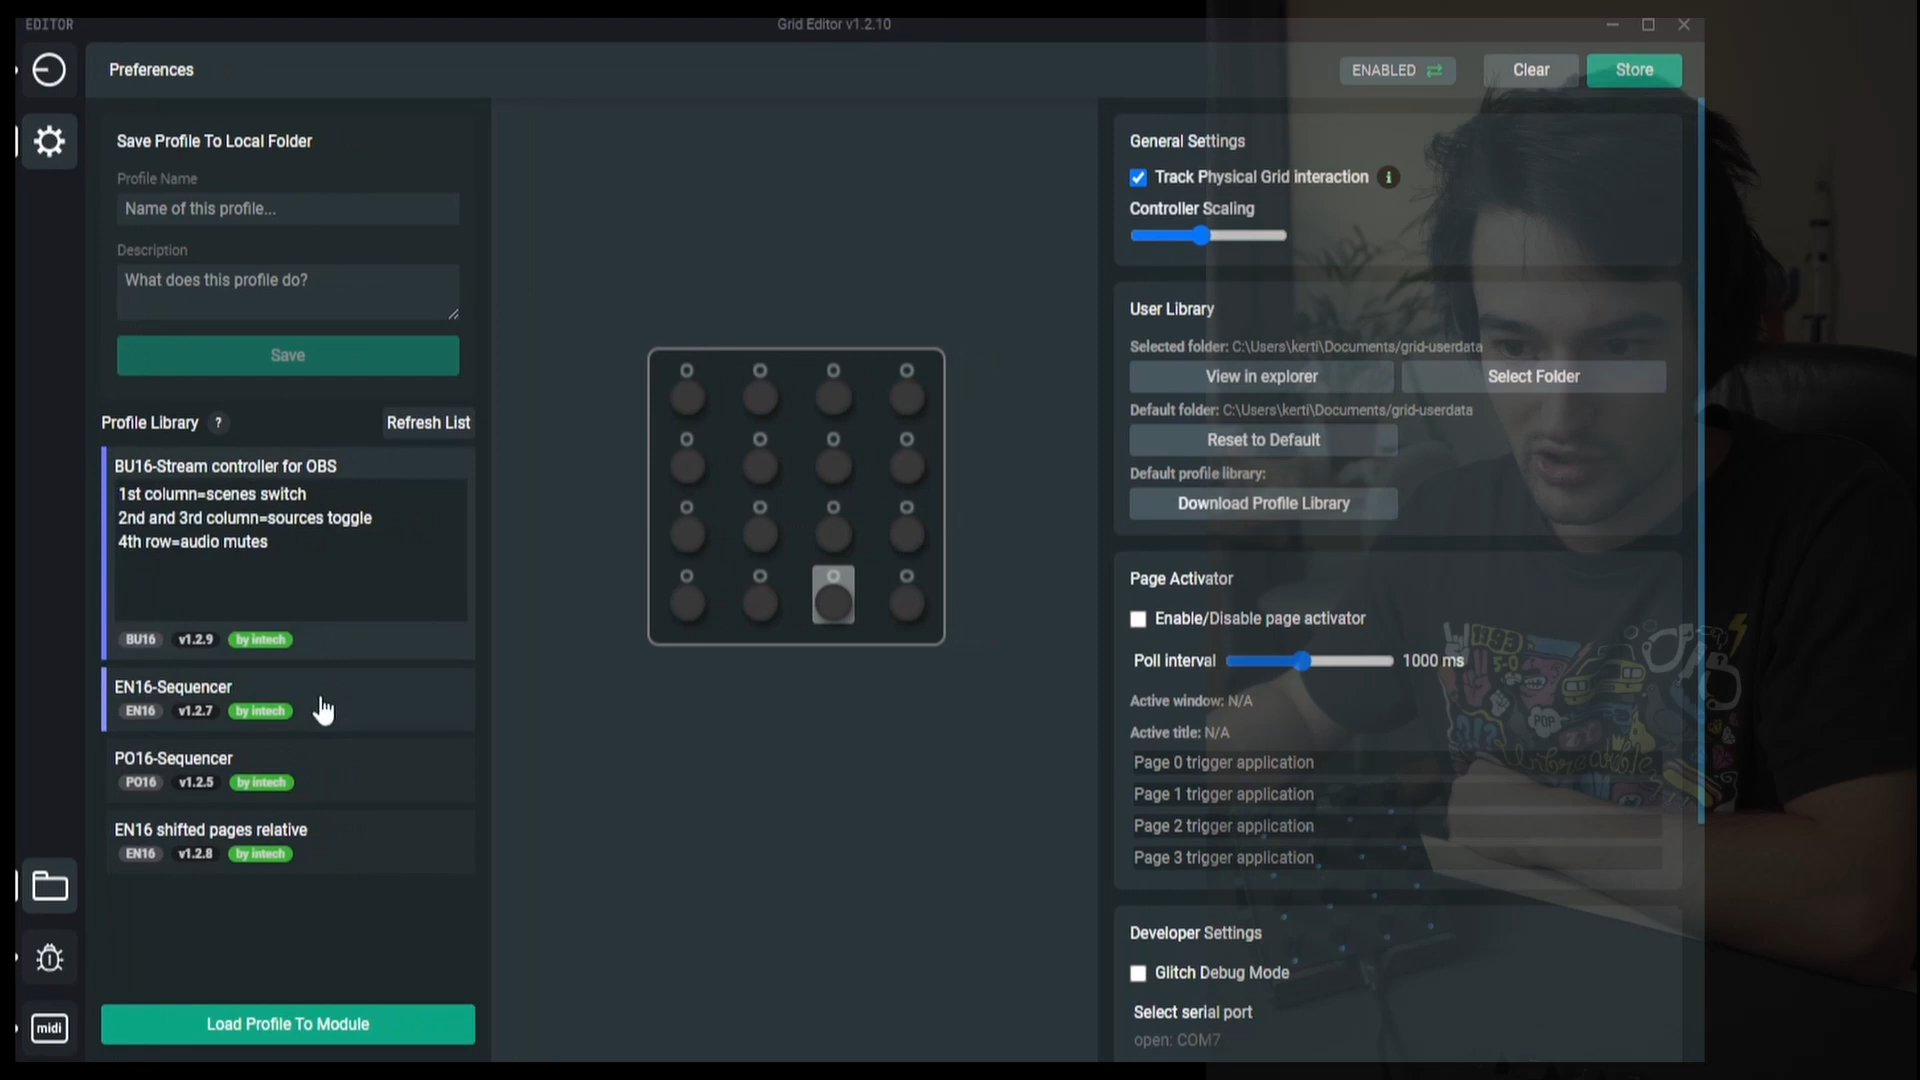 EDITOR
Grid Editor v1.2.10
Preferences
ENABLED
Clear
Store
Save Profile To Local Folder
Profile Name
Name of this profile...
Description
What does this profile do?
Save
Profile Library ?
Refresh List
BU16-Stream controller for OBS
1st column=scenes switch
2nd and 3rd column=sources toggle
4th row=audio mutes
BU16 v1.2.9 by intech
EN16-Sequencer
EN16 v1.2.7 by intech
PO16-Sequencer
PO16 v1.2.5 by intech
EN16 shifted pages relative
EN16 v1.2.8 by intech
Load Profile To Module
midi
General Settings
Track Physical Grid interaction i
Controller Scaling
User Library
Selected folder: C:\Users\kerti\Documents/grid-userdata
View in explorer
Select Folder
Default folder: C:\Users\kerti\Documents/grid-userdata
Reset to Default
Default profile library:
Download Profile Library
Page Activator
Enable/Disable page activator
Poll interval 1000 ms
Active window: N/A
Active title: N/A
Page 0 trigger application
Page 1 trigger application
Page 2 trigger application
Page 3 trigger application
Developer Settings
Glitch Debug Mode
Select serial port
open: COM7
1993
5-0
POP
Unbreakable